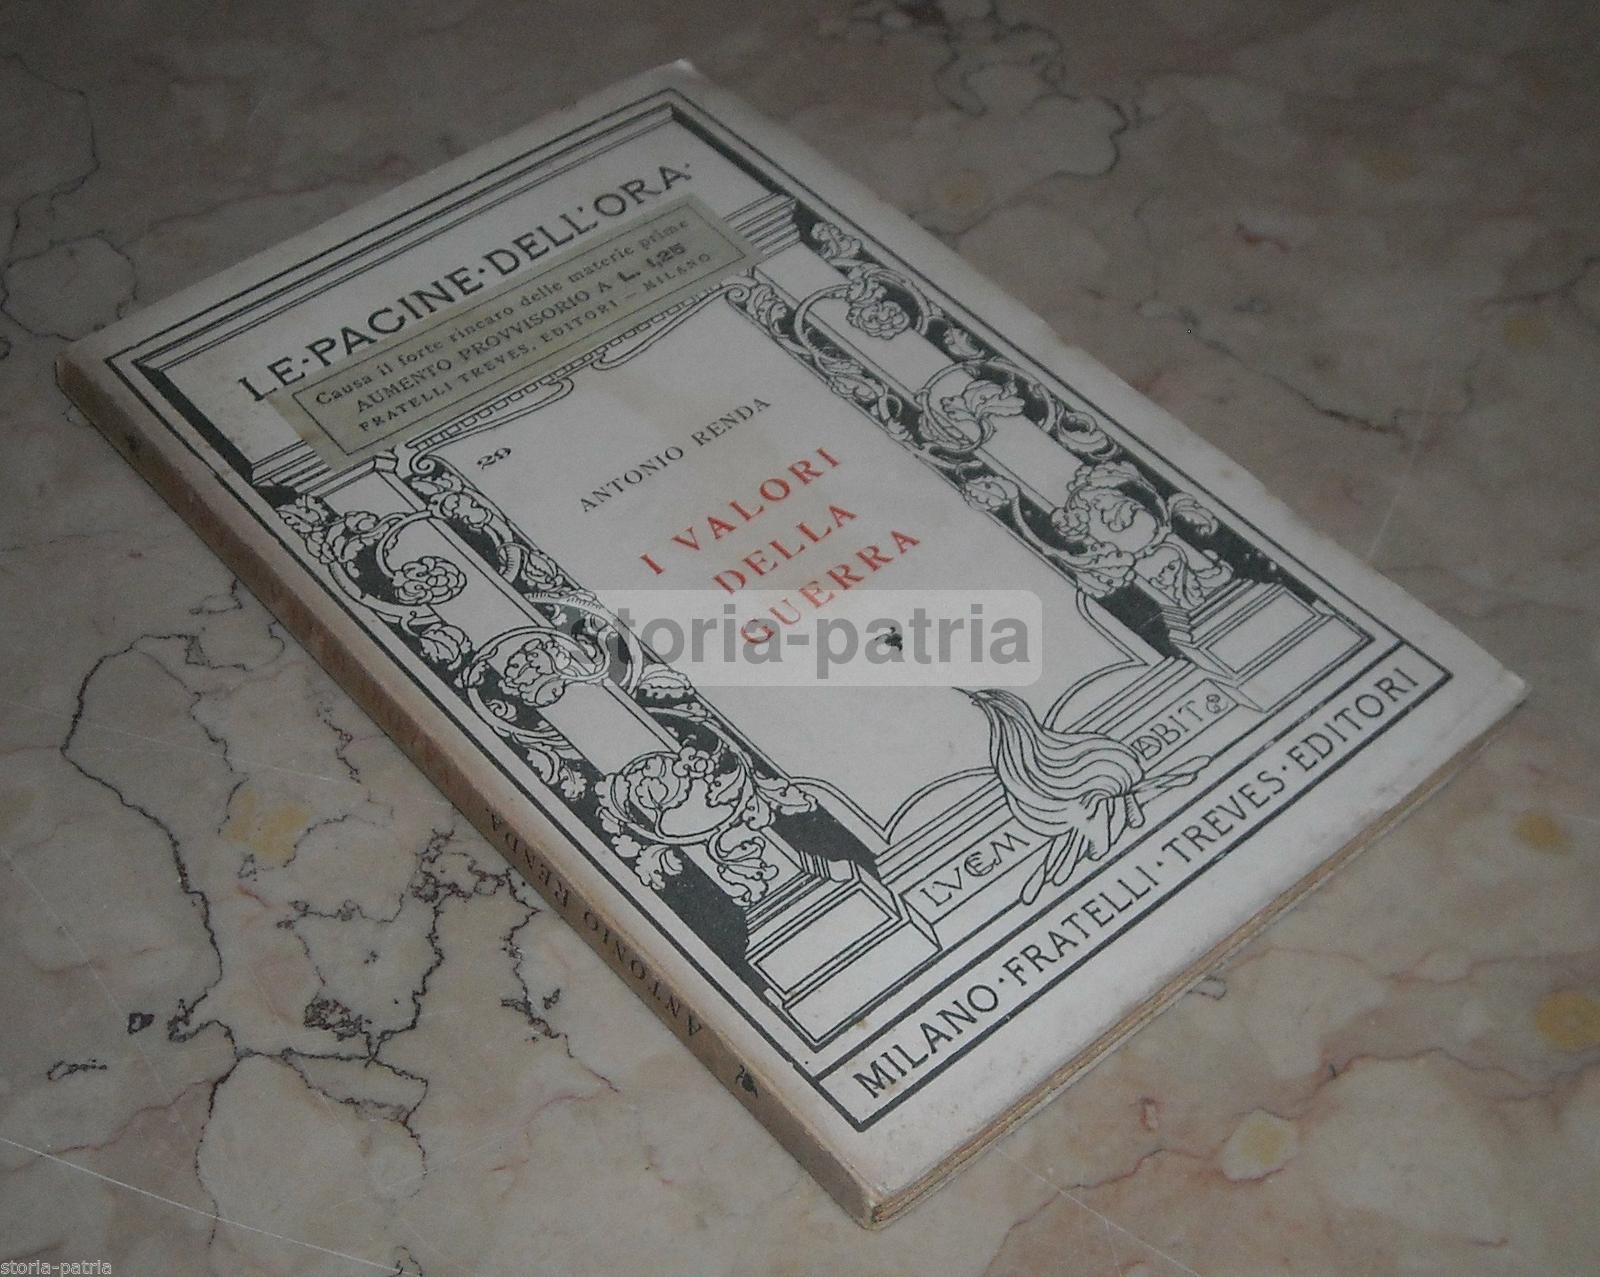 LE·PAGINE·DELL'ORA·
Causa il forte rincaro delle materie prime
AUMENTO PROVVISORIO A L. 1,25
FRATELLI TREVES, EDITORI — MILANO
29
ANTONIO RENDA
I VALORI
DELLA
GUERRA
storia-patria
LVCEM
ABIT
MILANO·FRATELLI·TREVES·EDITORI
ANTONIO RENDA
storia-patria